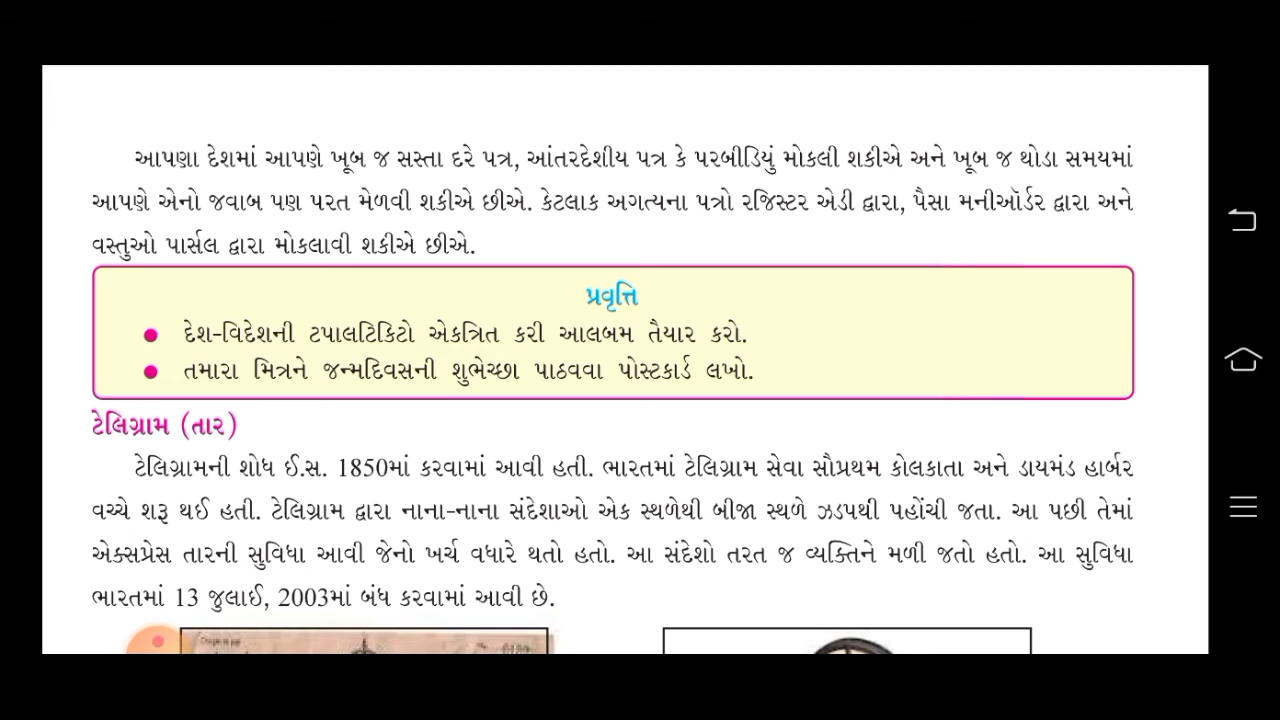 આપણા દેશમાં આપણે ખૂબ જ સસ્તા દરે પત્ર, આંતરદેશીય પત્ર કે પરબીડિયું મોકલી શકીએ અને ખૂબ જ થોડા સમયમાં
આપણે એનો જવાબ પણ પરત મેળવી શકીએ છીએ. કેટલાક અગત્યના પત્રો રજિસ્ટર એડી દ્વારા, પૈસા મનીઑર્ડર દ્વારા અને
વસ્તુઓ પાર્સલ દ્વારા મોકલાવી શકીએ છીએ.
પ્રવૃત્તિ
● દેશ-વિદેશની ટપાલટિકિટો એકત્રિત કરી આલબમ તૈયાર કરો.
● તમારા મિત્રને જન્મદિવસની શુભેચ્છા પાઠવવા પોસ્ટકાર્ડ લખો.
ટેલિગ્રામ (તાર)
ટેલિગ્રામની શોધ ઈ.સ. 1850માં કરવામાં આવી હતી. ભારતમાં ટેલિગ્રામ સેવા સૌપ્રથમ કોલકાતા અને ડાયમંડ હાર્બર
વચ્ચે શરૂ થઈ હતી. ટેલિગ્રામ દ્વારા નાના-નાના સંદેશાઓ એક સ્થળેથી બીજા સ્થળે ઝડપથી પહોંચી જતા. આ પછી તેમાં
એક્સપ્રેસ તારની સુવિધા આવી જેનો ખર્ચ વધારે થતો હતો. આ સંદેશો તરત જ વ્યક્તિને મળી જતો હતો. આ સુવિધા
ભારતમાં 13 જુલાઈ, 2003માં બંધ કરવામાં આવી છે.